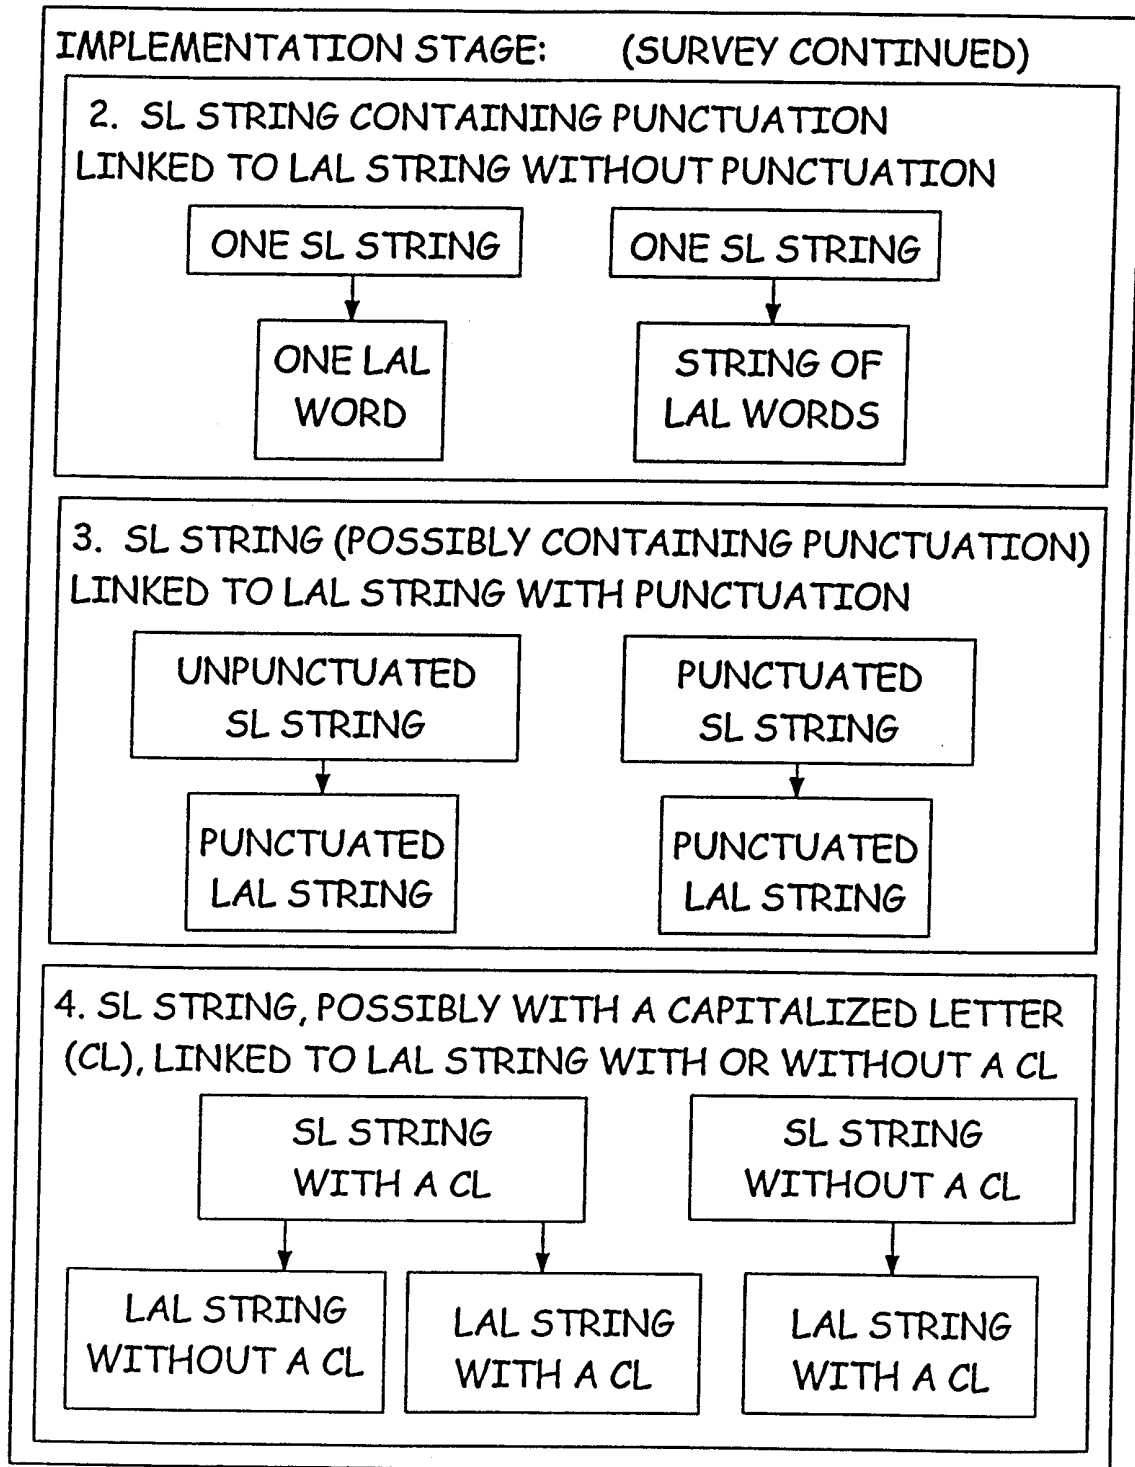 IMPLEMENTATION STAGE: (SURVEY CONTINUED)
2. SL STRING CONTAINING PUNCTUATION
LINKED TO LAL STRING WITHOUT PUNCTUATION
ONE SL STRING
ONE SL STRING
ONE LAL
WORD
STRING OF
LAL WORDS
3. SL STRING (POSSIBLY CONTAINING PUNCTUATION)
LINKED TO LAL STRING WITH PUNCTUATION
UNPUNCTUATED
SL STRING
PUNCTUATED
SL STRING
PUNCTUATED
LAL STRING
PUNCTUATED
LAL STRING
4. SL STRING, POSSIBLY WITH A CAPITALIZED LETTER
(CL), LINKED TO LAL STRING WITH OR WITHOUT A CL
SL STRING
WITH A CL
SL STRING
WITHOUT A CL
LAL STRING
WITHOUT A CL
LAL STRING
WITH A CL
LAL STRING
WITH A CL